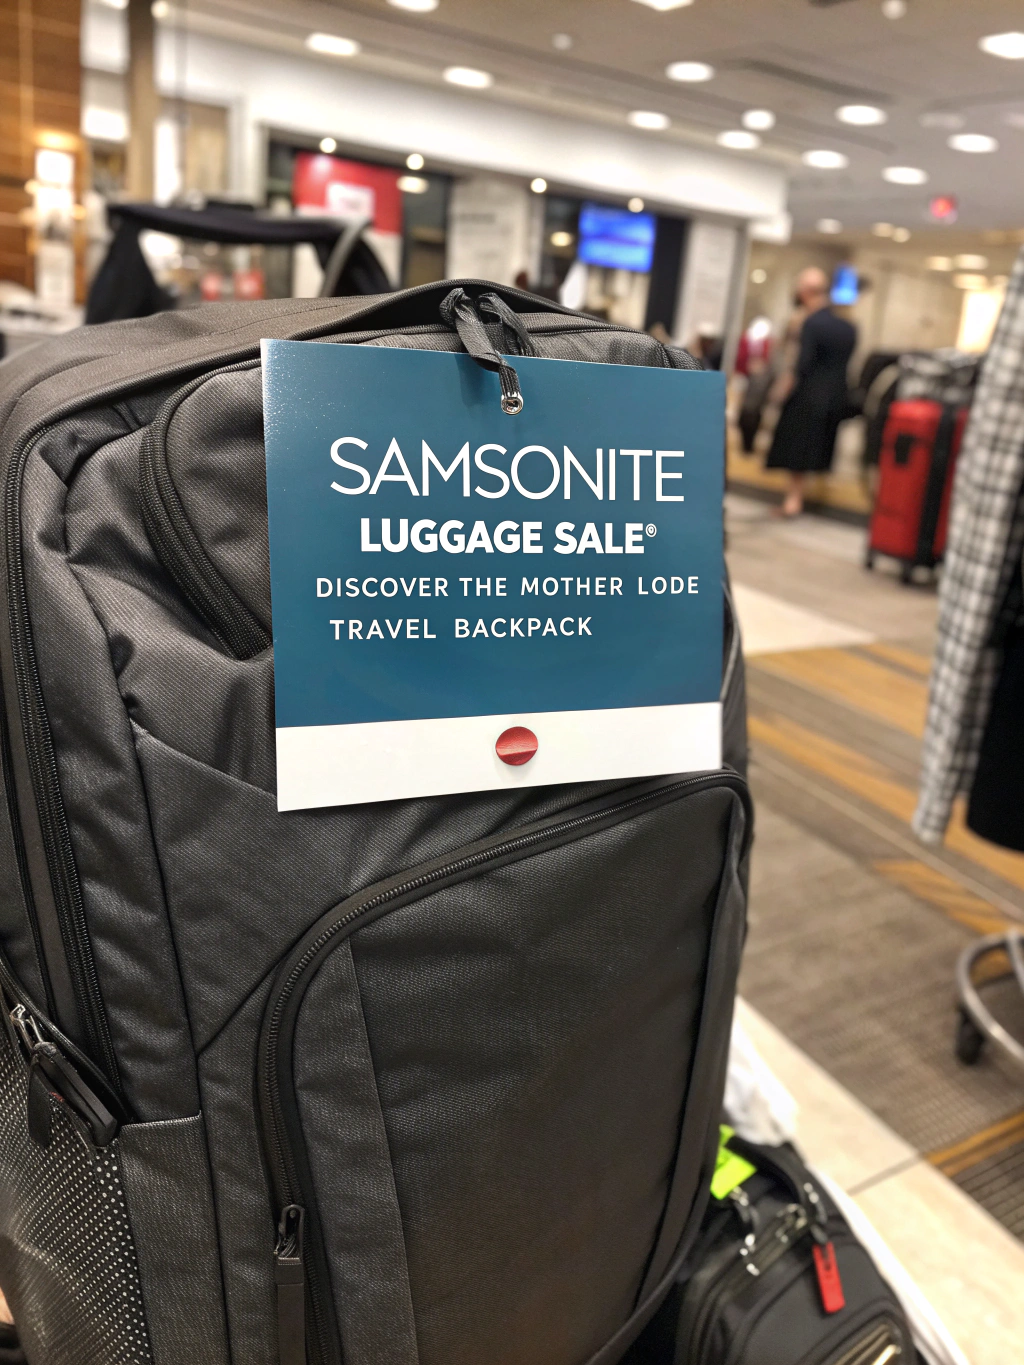 SAMSONITE
LUGGAGE SALE©
DISCOVER THE MOTHER LODE
TRAVEL BACKPACK